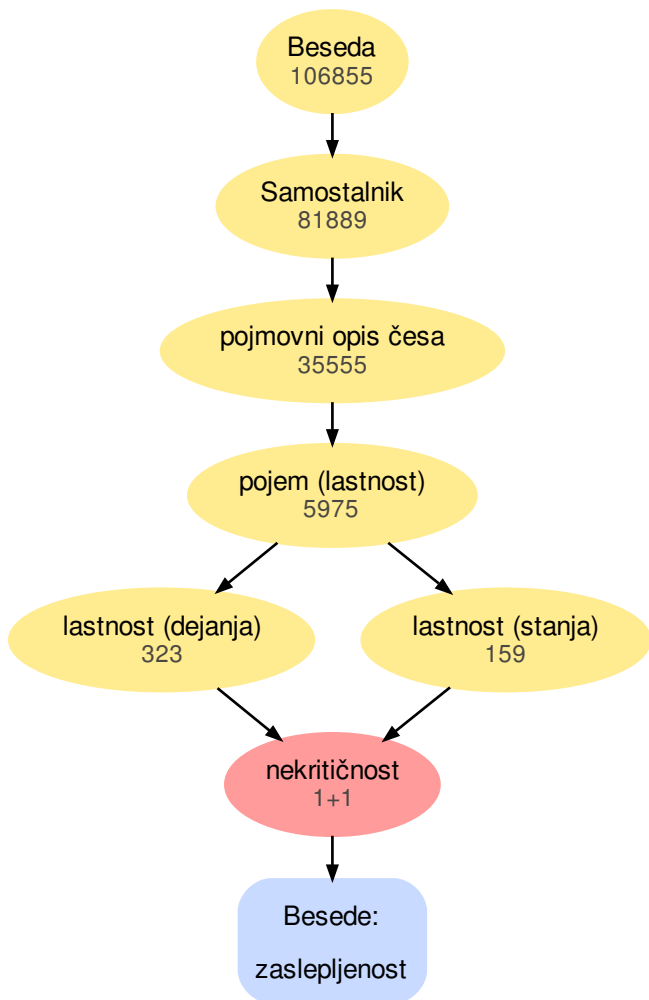 Beseda
106855
Samostalnik
81889
pojmovni opis česa
35555
pojem (lastnost)
5975
lastnost (dejanja)
323
lastnost (stanja)
159
nekritičnost
1+1
Besede:
zaslepljenost